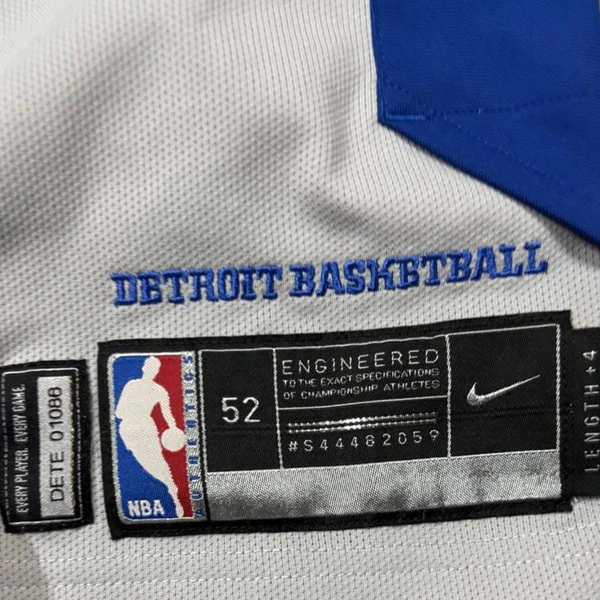 DETROIT BASKETBALL
EVERY PLAYER. EVERY GAME.
DETE 01086
NBA
AUTHENTICS
52
ENGINEERED
TO THE EXACT SPECIFICATIONS
OF CHAMPIONSHIP ATHLETES
#S44482059
LENGTH +4